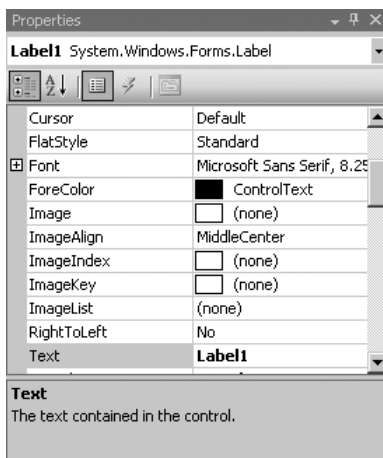 Properties
Label1 System.Windows.Forms.Label
Cursor Default
FlatStyle Standard
Font Microsoft Sans Serif, 8.25
ForeColor ControlText
Image (none)
ImageAlign MiddleCenter
ImageIndex (none)
ImageKey (none)
ImageList (none)
RightToLeft No
Text Label1
Text
The text contained in the control.